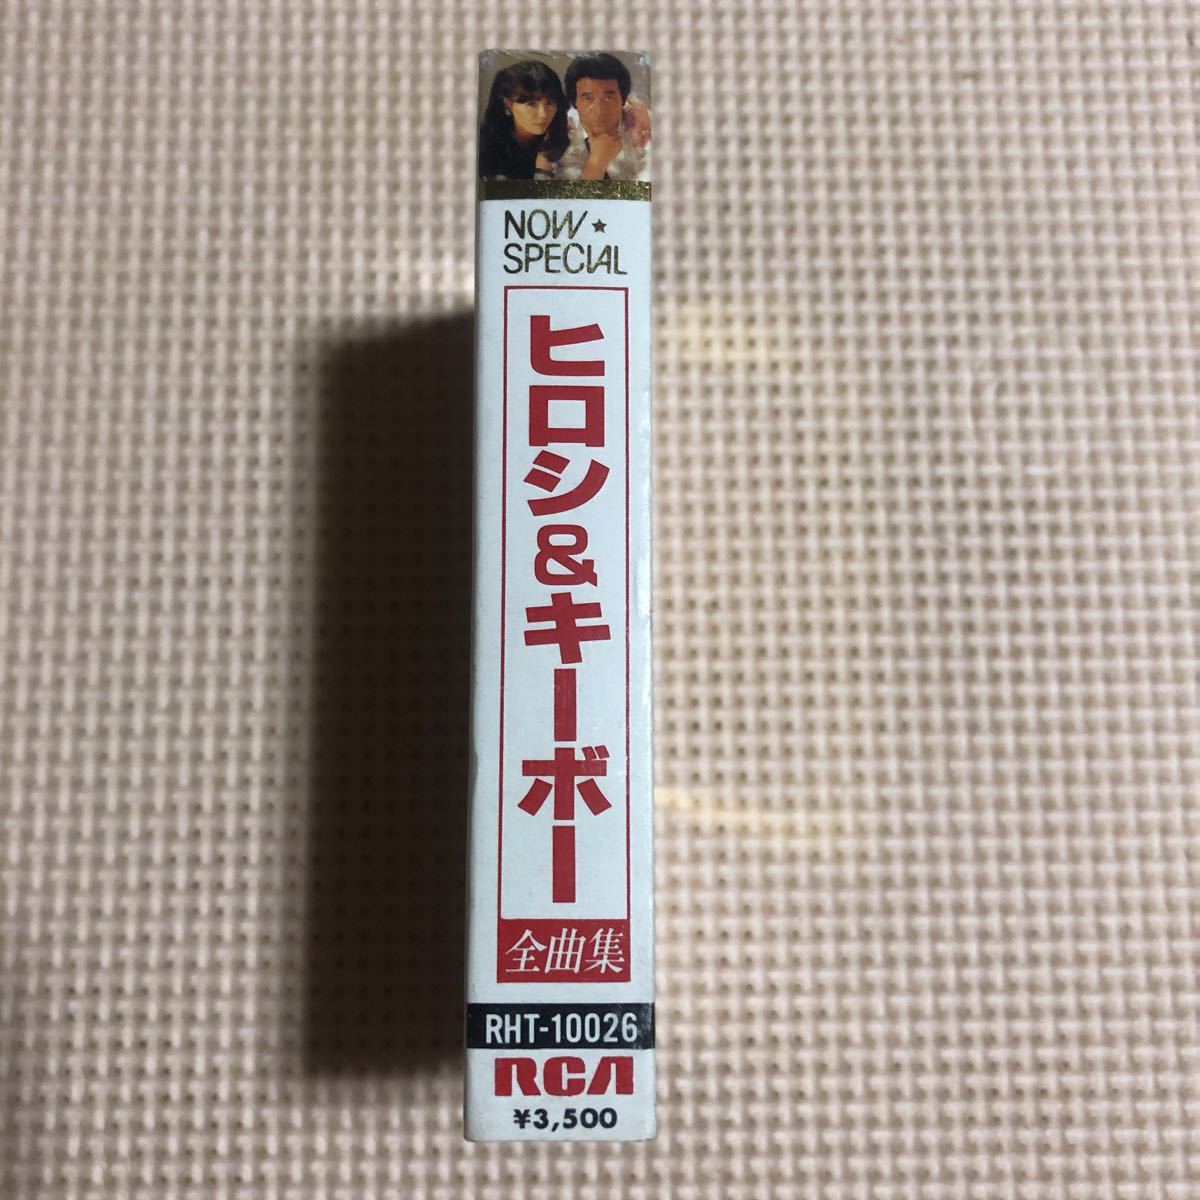 NOW★
SPECIAL
ヒロシ&キーボー
全曲集
RHT-10026
RCA
¥3,500